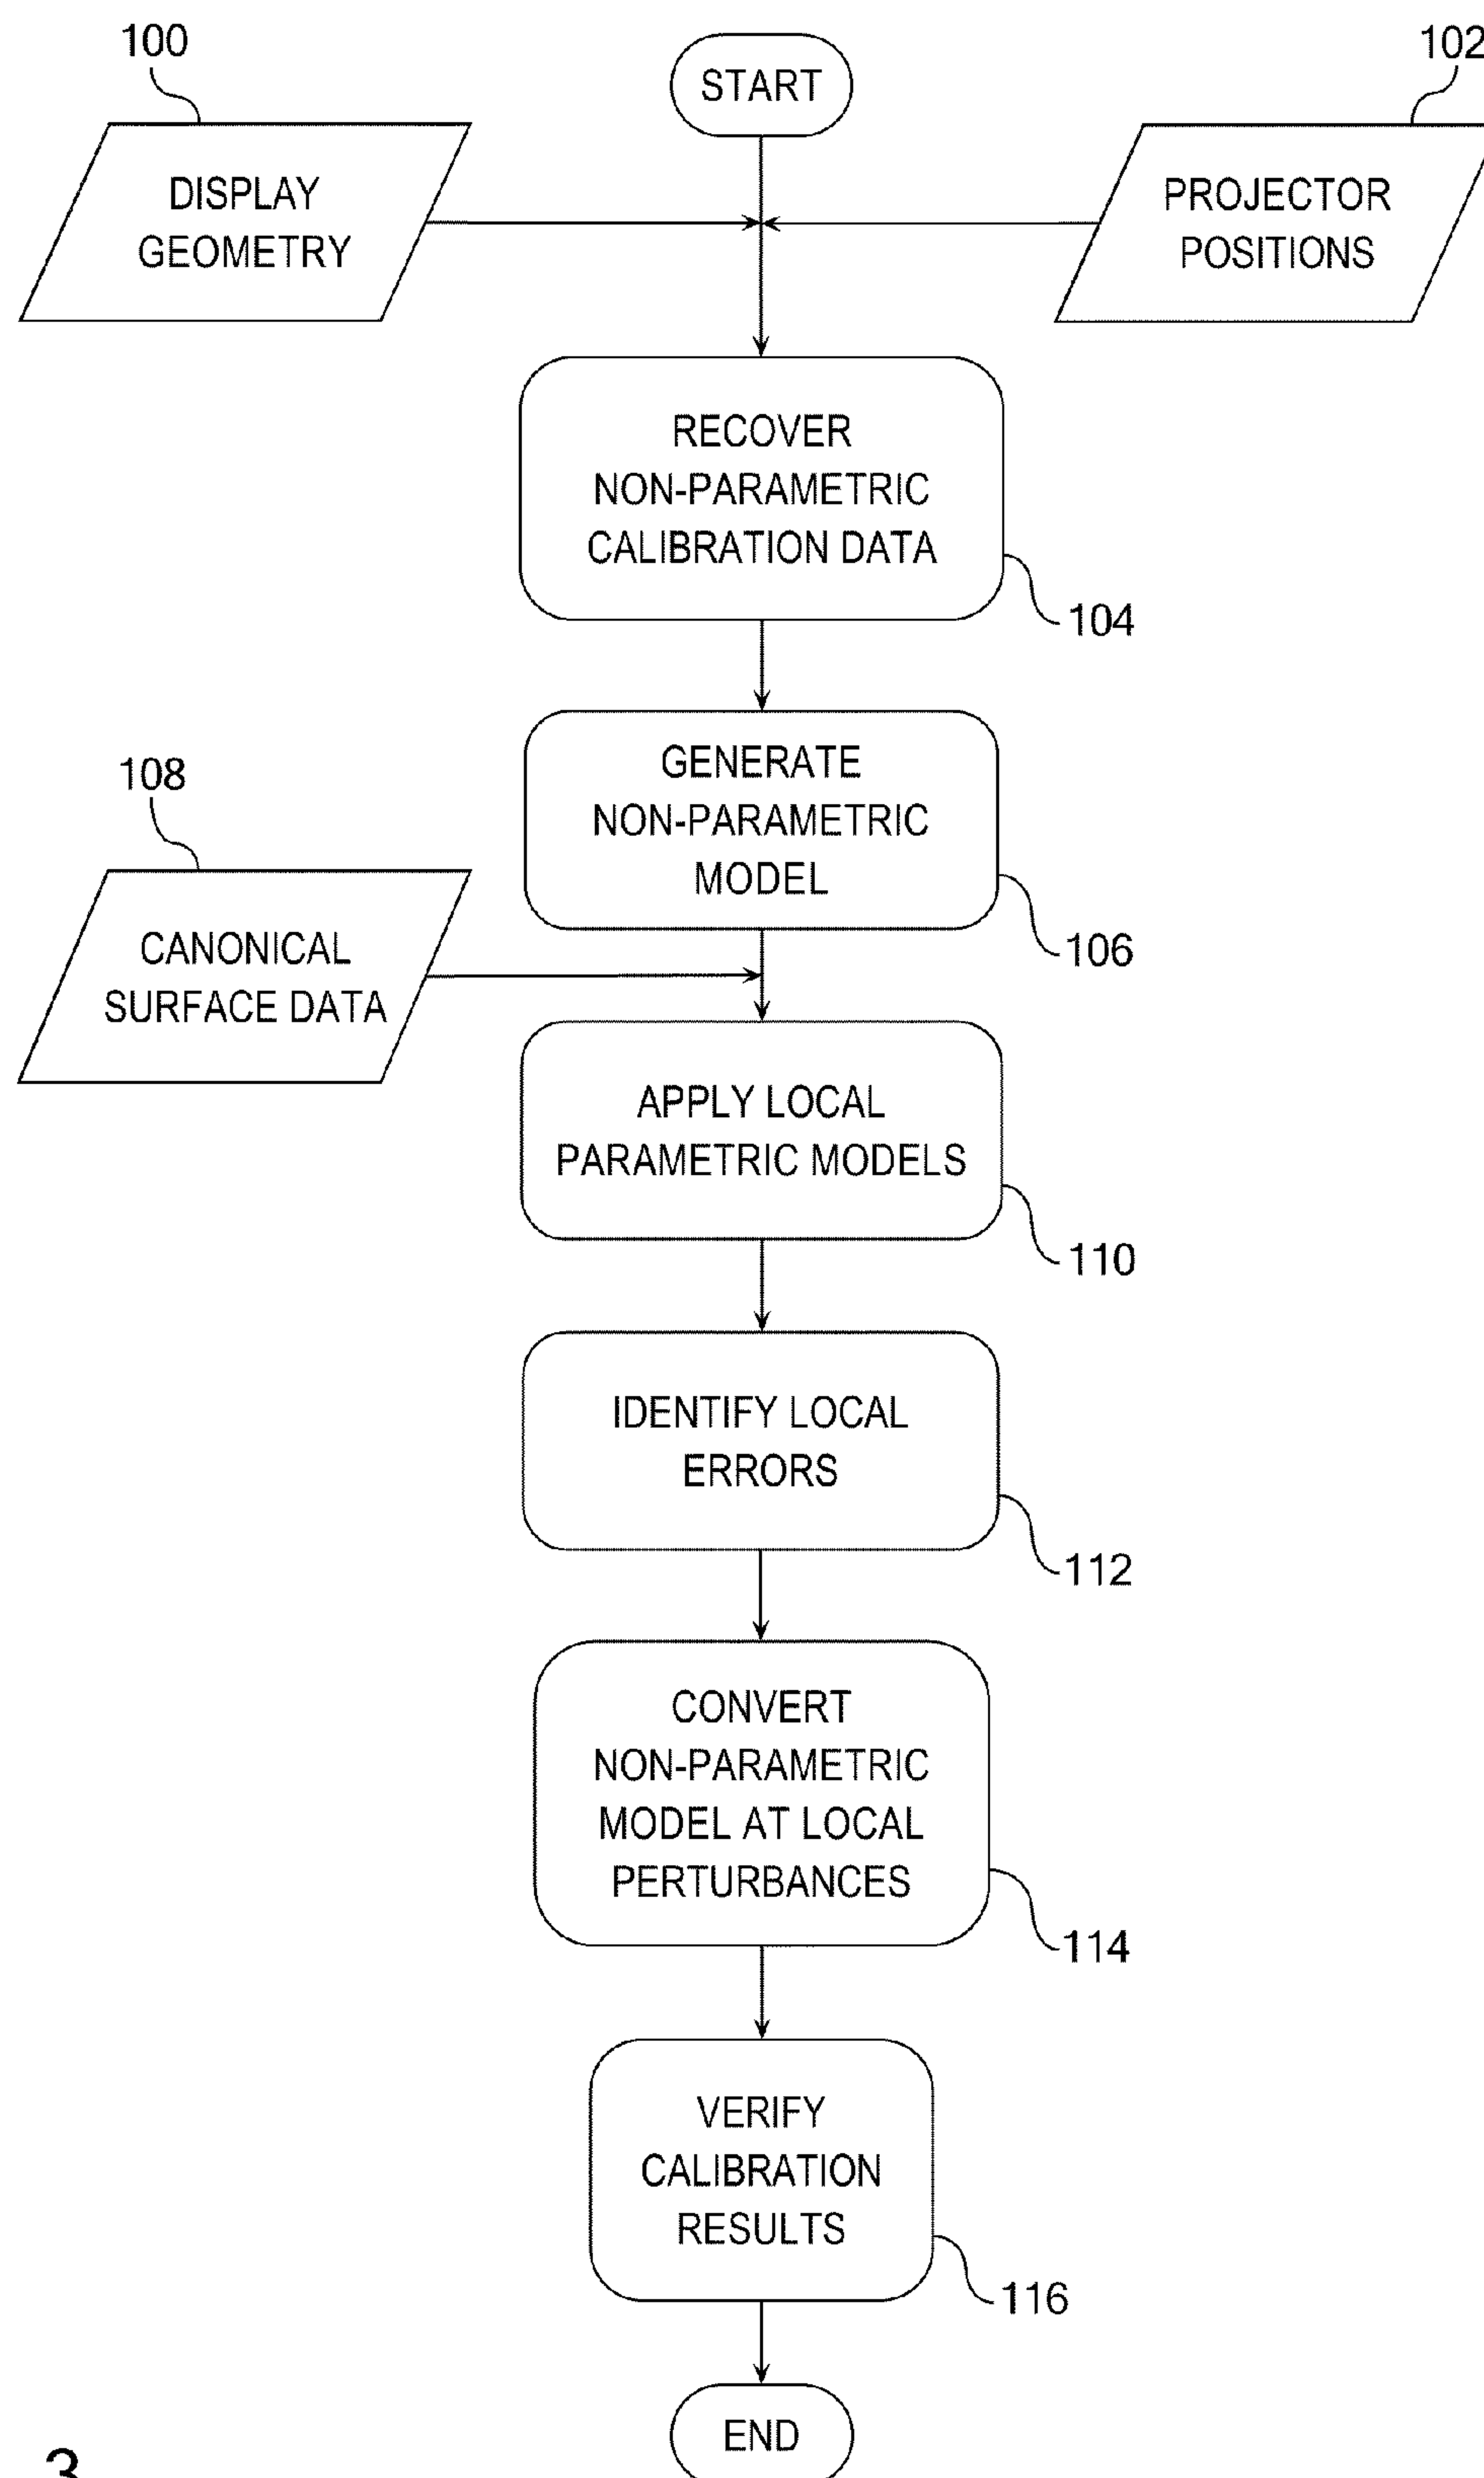 100
START
102
DISPLAY
GEOMETRY
PROJECTOR
POSITIONS
RECOVER
NON-PARAMETRIC
CALIBRATION DATA
104
GENERATE
NON-PARAMETRIC
MODEL
106
108
CANONICAL
SURFACE DATA
APPLY LOCAL
PARAMETRIC MODELS
110
IDENTIFY LOCAL
ERRORS
112
CONVERT
NON-PARAMETRIC
MODEL AT LOCAL
PERTURBANCES
114
VERIFY
CALIBRATION
RESULTS
116
END
3